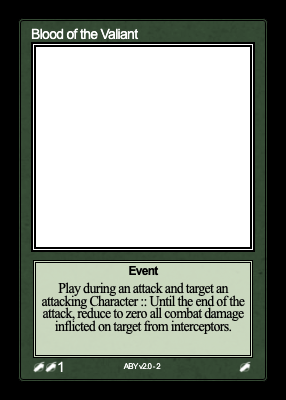 Blood of the Valiant
Event
Play during an attack and target an
attacking Character :: Until the end of the
attack, reduce to zero all combat damage
inflicted on target from interceptors.
1
ABY v2.0 - 2